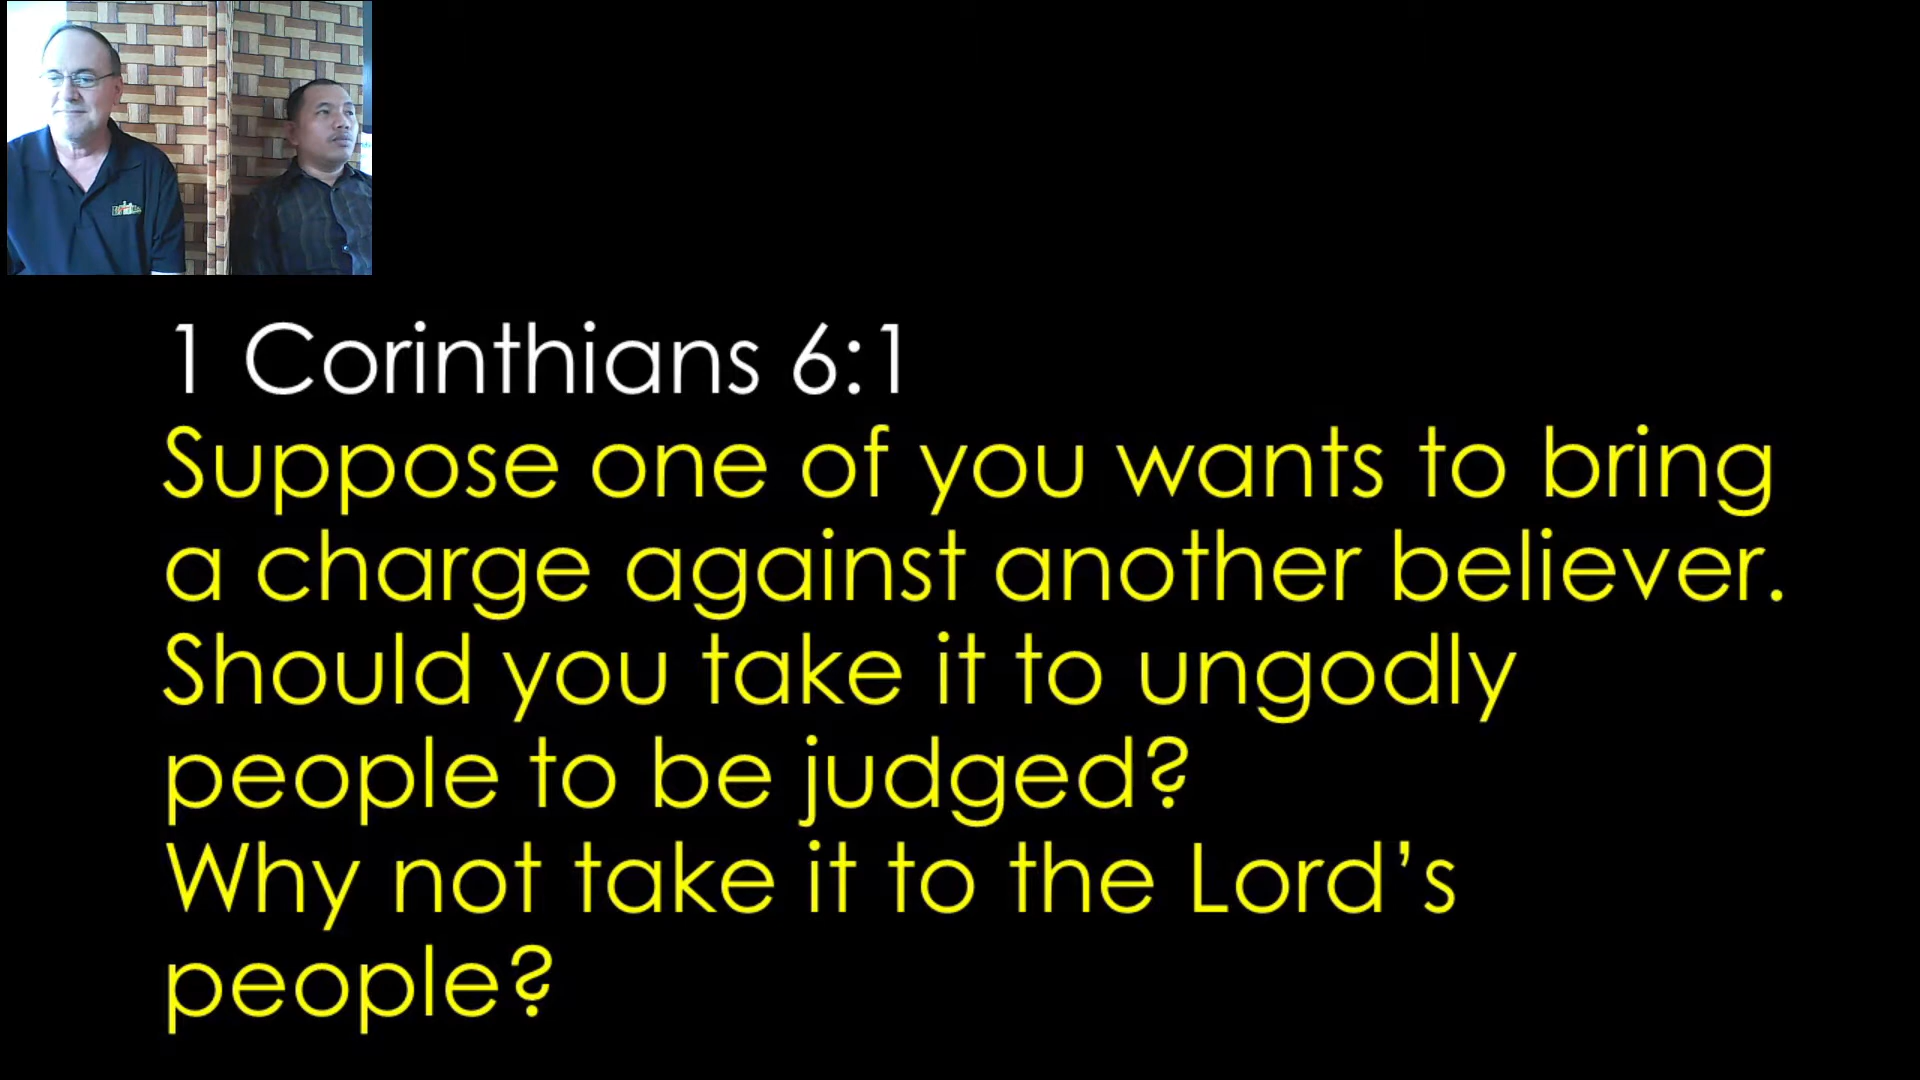 1 Corinthians 6:1
Suppose one of you wants to bring
a charge against another believer.
Should you take it to ungodly
people to be judged?
Why not take it to the Lord’s
people?